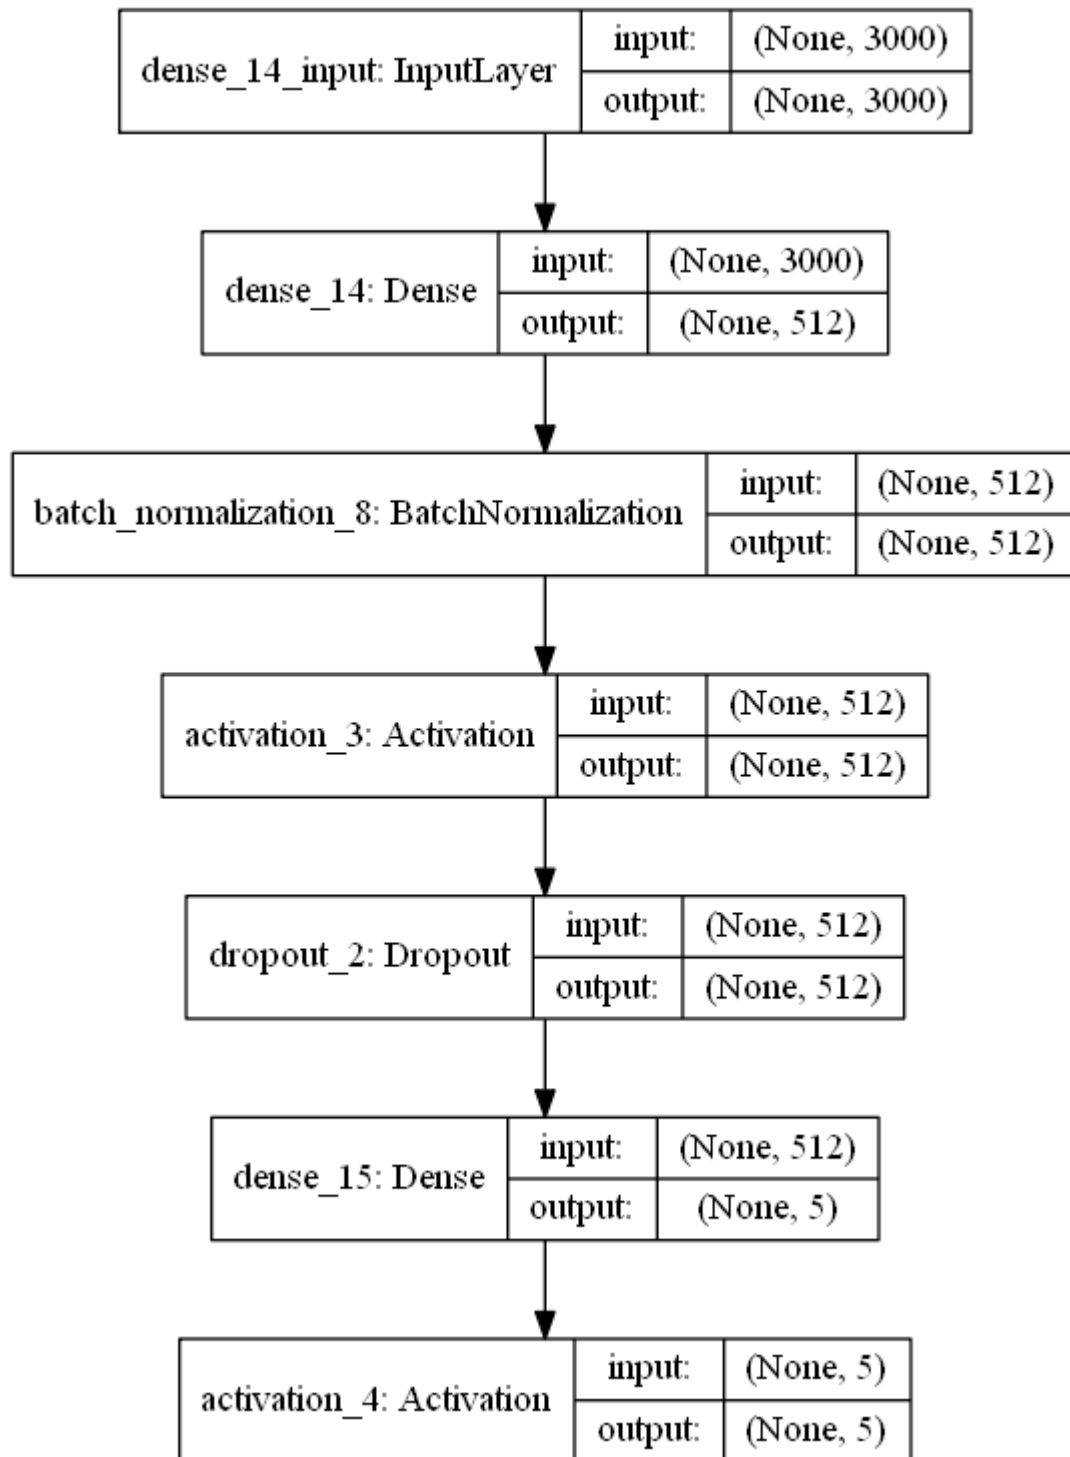 dense_14_input: InputLayer
input: (None, 3000)
output: (None, 3000)
dense_14: Dense
input: (None, 3000)
output: (None, 512)
batch_normalization_8: BatchNormalization
input: (None, 512)
output: (None, 512)
activation_3: Activation
input: (None, 512)
output: (None, 512)
dropout_2: Dropout
input: (None, 512)
output: (None, 512)
dense_15: Dense
input: (None, 512)
output: (None, 5)
activation_4: Activation
input: (None, 5)
output: (None, 5)